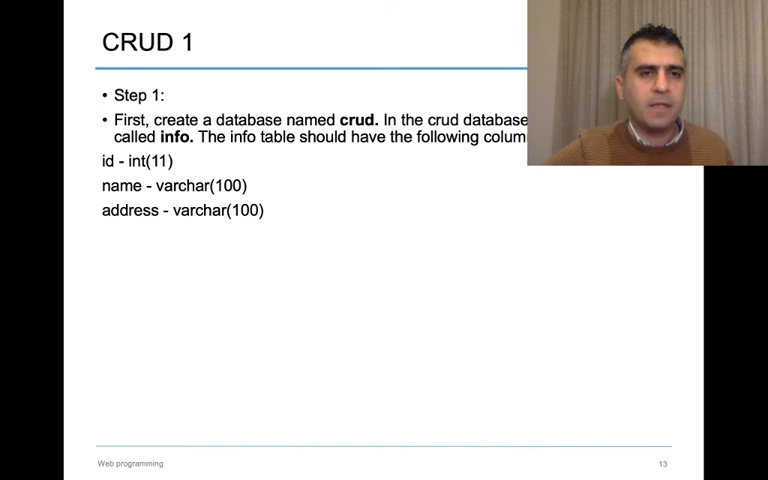 CRUD 1
• Step 1:
• First, create a database named crud. In the crud database
called info. The info table should have the following
id - int(11)
name - varchar(100)
address - varchar(100)
Web programming
13